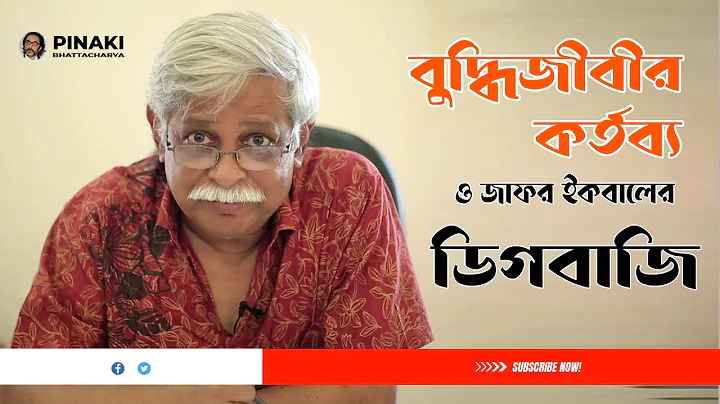 PINAKI
BHATTACHARYA
বুদ্ধিজীবীর
কর্তব্য
ও জাফর ইকবালের
ডিগবাজি
SUBSCRIBE NOW!